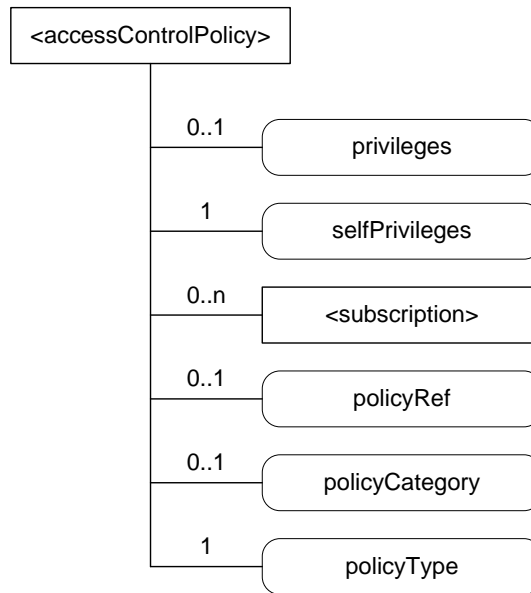 <accessControlPolicy>
0..1
privileges
1
selfPrivileges
0..n
<subscription>
0..1
policyRef
0..1
policyCategory
1
policyType